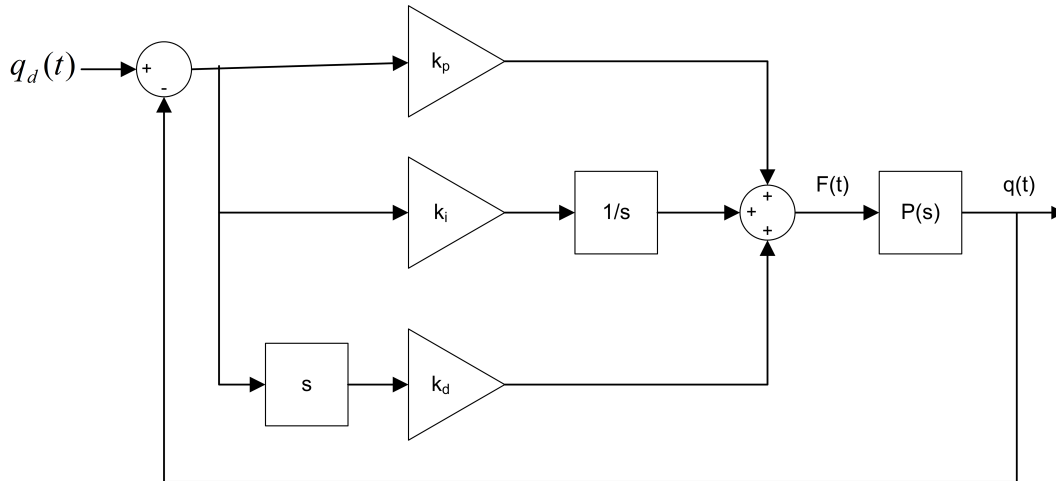 q_d(t)
+
-
k_p
k_i
1/s
+
+
+
F(t)
P(s)
q(t)
s
k_d